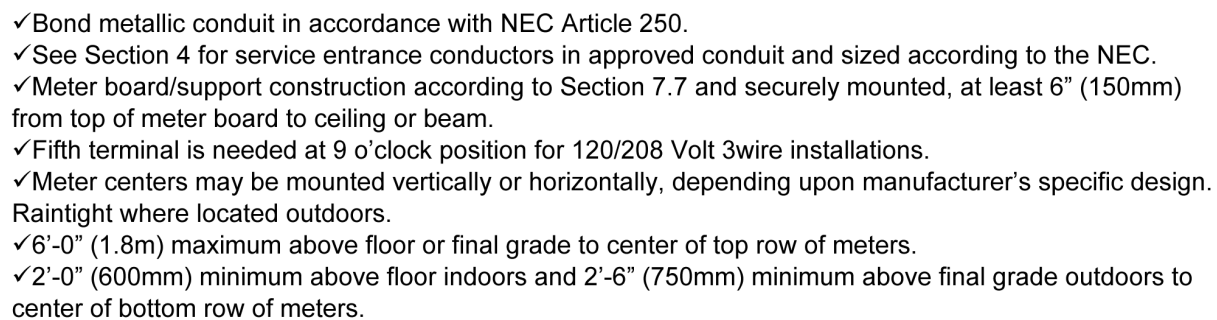 ✓Bond metallic conduit in accordance with NEC Article 250.
✓See Section 4 for service entrance conductors in approved conduit and sized according to the NEC.
✓Meter board/support construction according to Section 7.7 and securely mounted, at least 6” (150mm)
from top of meter board to ceiling or beam.
✓Fifth terminal is needed at 9 o’clock position for 120/208 Volt 3wire installations.
✓Meter centers may be mounted vertically or horizontally, depending upon manufacturer’s specific design.
Raintight where located outdoors.
✓6’-0” (1.8m) maximum above floor or final grade to center of top row of meters.
✓2’-0” (600mm) minimum above floor indoors and 2’-6” (750mm) minimum above final grade outdoors to
center of bottom row of meters.